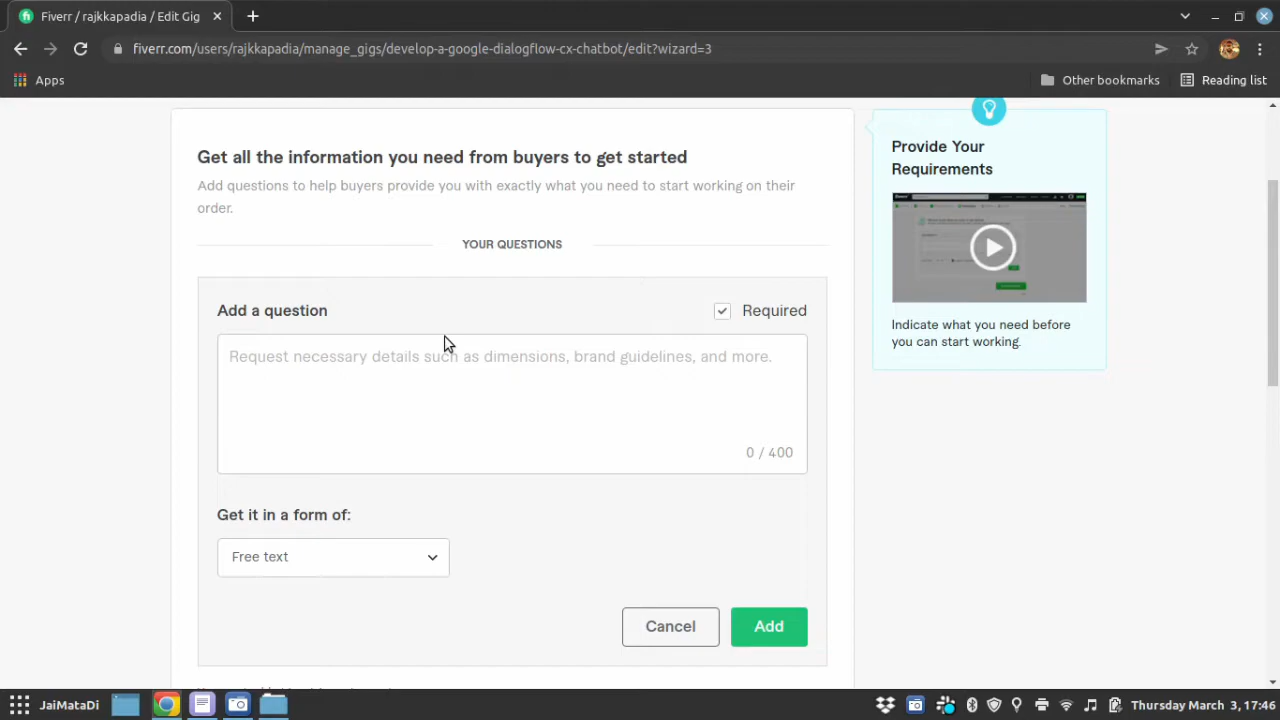 Fiverr / rajkkapadia / Edit Gig
fiverr.com/users/rajkkapadia/manage_gigs/develop-a-google-dialogflow-cx-chatbot/edit?wizard=3
Apps
Other bookmarks
Reading list
Get all the information you need from buyers to get started
Add questions to help buyers provide you with exactly what you need to start working on their
order.
YOUR QUESTIONS
Add a question
Required
Request necessary details such as dimensions, brand guidelines, and more.
0 / 400
Get it in a form of:
Free text
Cancel
Add
Provide Your
Requirements
Indicate what you need before
you can start working.
JaiMataDi
Thursday March 3, 17:46